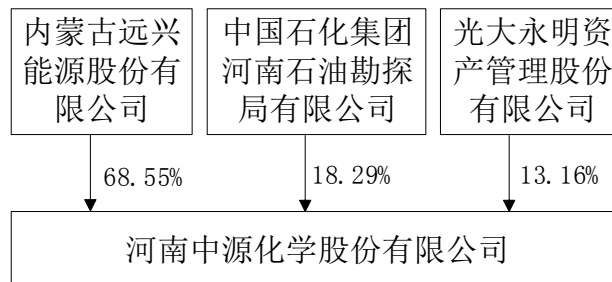 内蒙古远兴
能源股份有
限公司
中国石化集团
河南石油勘探
局有限公司
光大永明资
产管理股份
有限公司
68.55%
18.29%
13.16%
河南中源化学股份有限公司